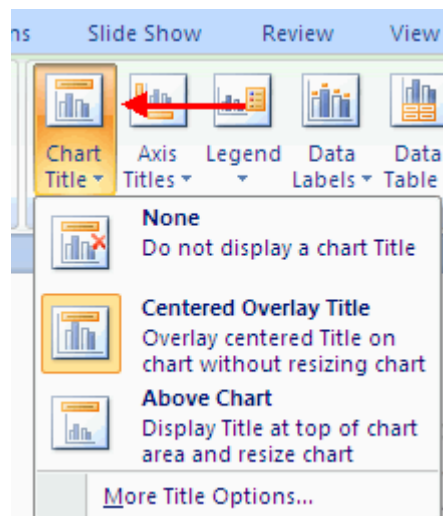 ns Slide Show Review View
Chart Title Axis Titles Legend Data Labels Data Table
None
Do not display a chart Title
Centered Overlay Title
Overlay centered Title on
chart without resizing chart
Above Chart
Display Title at top of chart
area and resize chart
More Title Options...